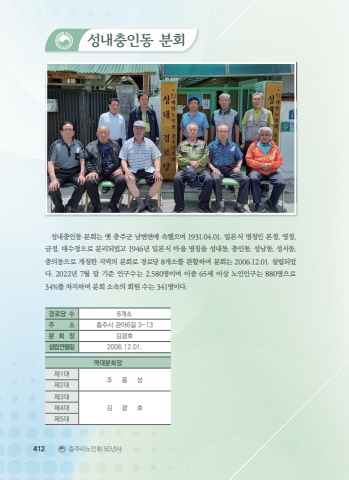 성내충인동 분회
성내충인동 분회는 옛 충주군 남변면에 속했으며 1931.04.01. 일본식 명칭인 본정, 영정,
금정, 대수정으로 분리되었고 1946년 일본식 마을 명칭을 성내동, 충인동, 성남동, 성서동,
충의동으로 개칭한 지역의 분회로 경로당 8개소를 관할하며 분회는 2006.12.01. 설립되었
다. 2022년 7월 말 기준 인구수는 2,580명이며 이중 65세 이상 노인인구는 880명으로
34%를 차지하며 분회 소속의 회원 수는 341명이다.
경로당 수 8개소
주 소 충주시 관아6길 3-13
분 회 장 김광호
설립연월일 2006.12.01.
역대분회장
제1대
제2대 조 용 상
제3대
제4대 김 광 호
제5대
412 충주시노인회 50년사